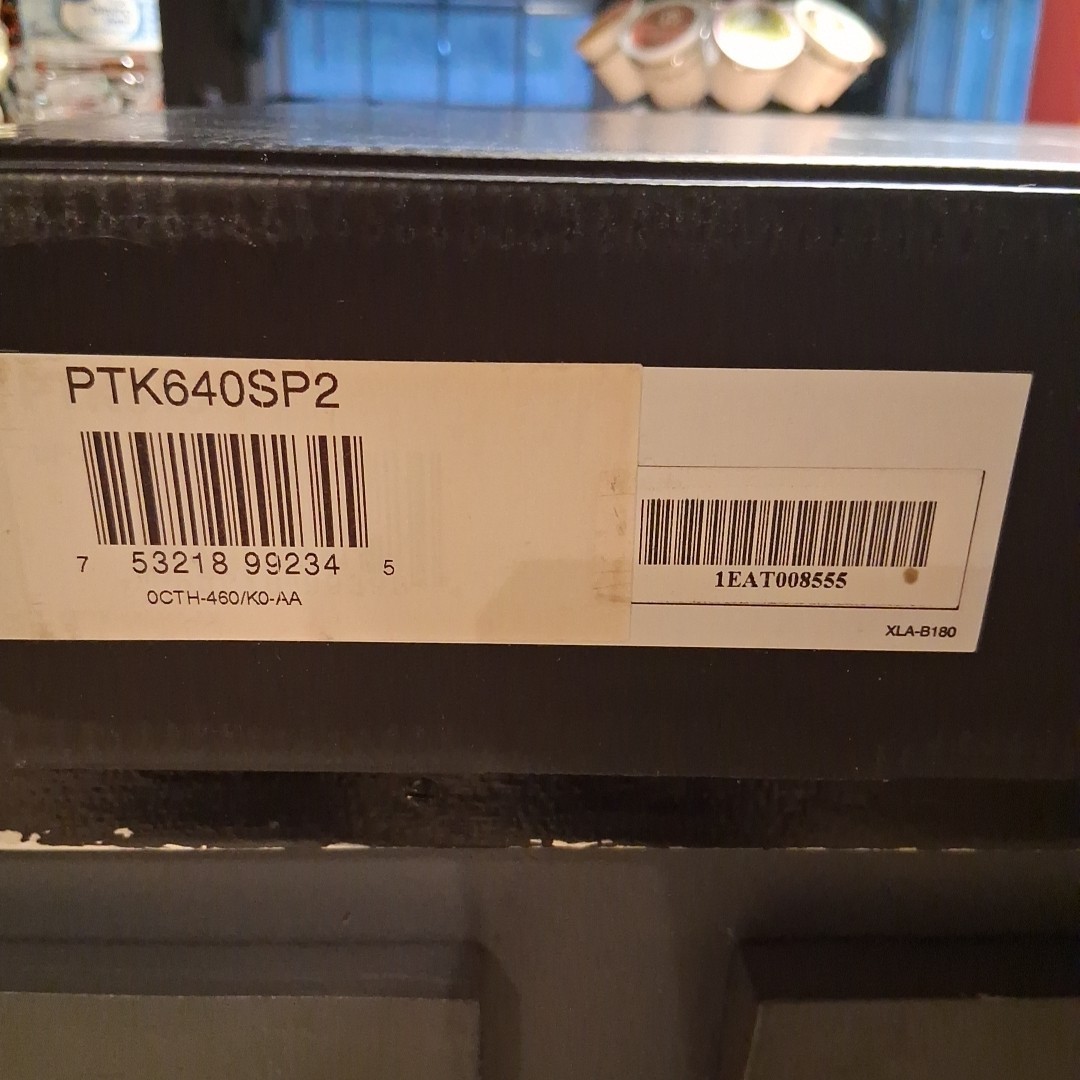 PTK640SP2
7 53218 99234 5
0CTH-460/K0-AA
1EAT008555
XLA-B180